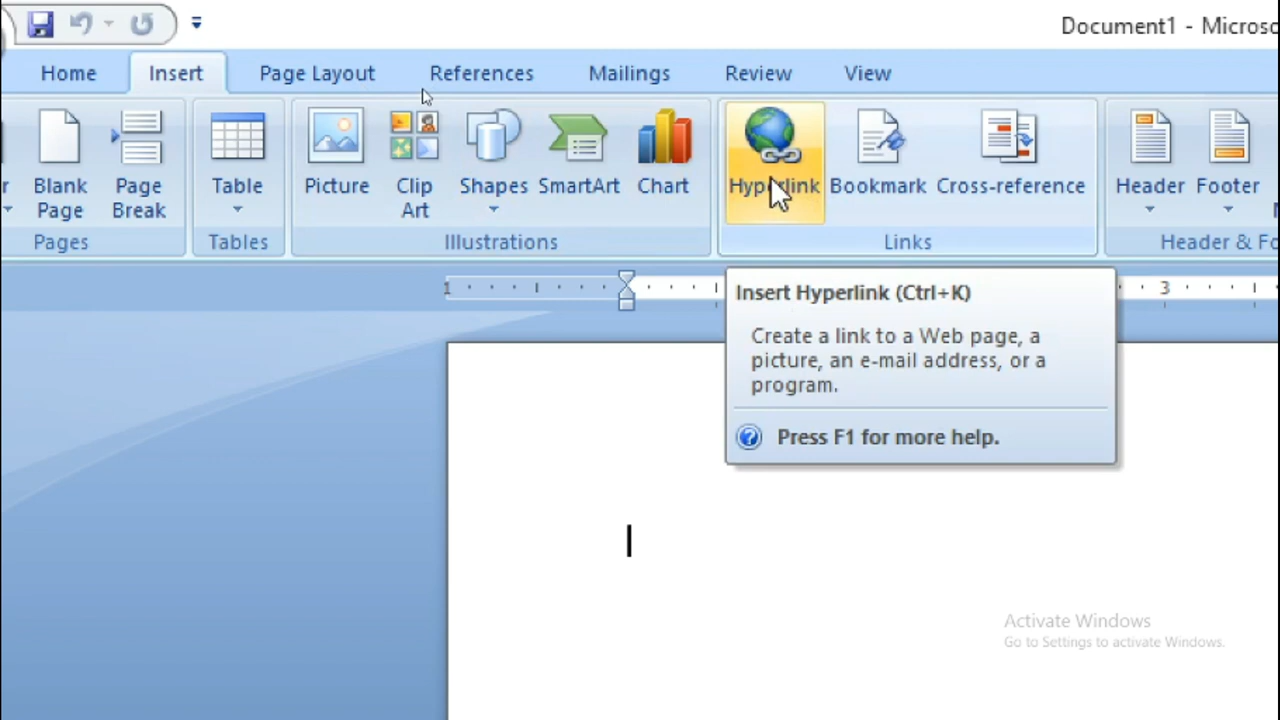 Document1 - Microso
Home Insert Page Layout References Mailings Review View
Blank Page
Page Break
Table
Picture
Clip Art
Shapes
SmartArt
Chart
Hyperlink
Bookmark
Cross-reference
Header
Footer
Pages Tables Illustrations Links Header & Fo
1 3
Insert Hyperlink (Ctrl+K)
Create a link to a Web page, a
picture, an e-mail address, or a
program.
Press F1 for more help.
Activate Windows
Go to Settings to activate Windows.